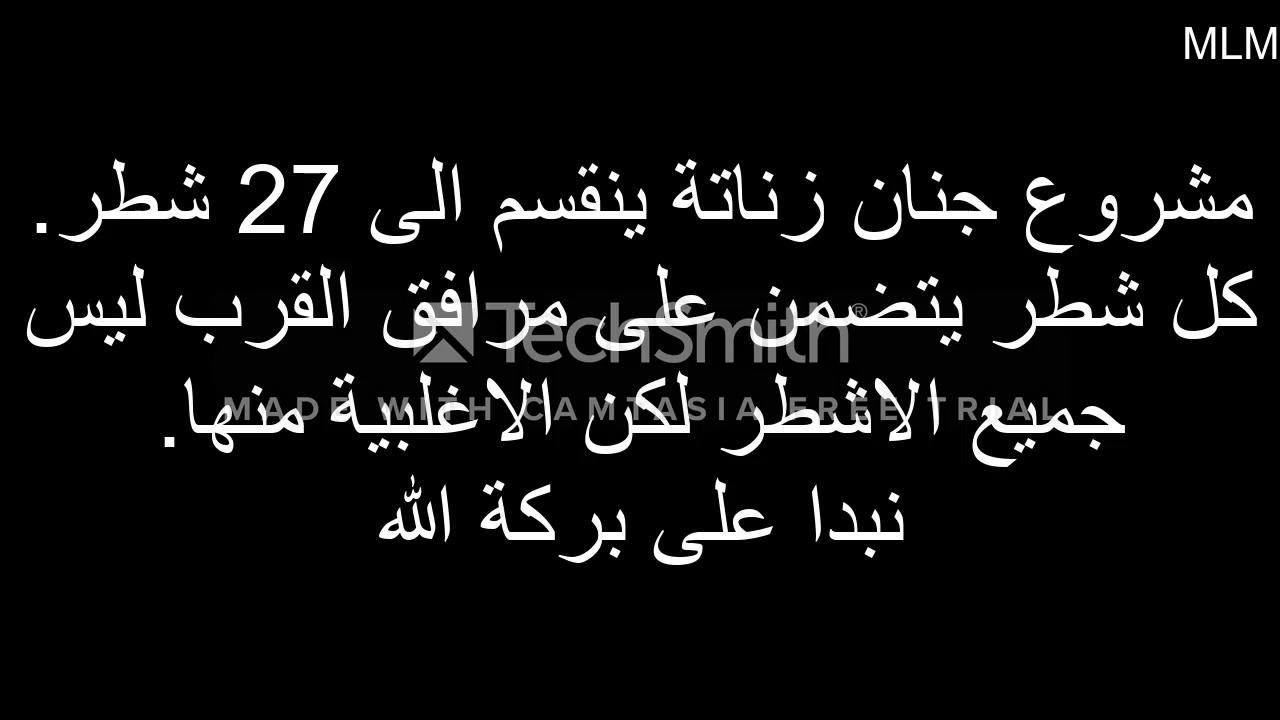 MLM
مشروع جنان زناتة ينقسم الى 27 شطر.
كل شطر يتضمن على مرافق القرب ليس
جميع الاشطر لكن الاغلبية منها.
نبدا على بركة الله
TechSmith®
MADE WITH CAMTASIA FREE TRIAL